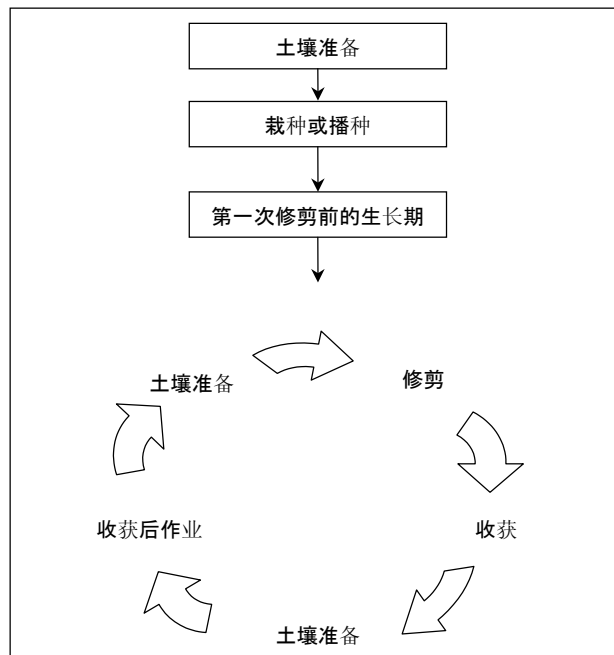 土壤准备
栽种或播种
第一次修剪前的生长期
土壤准备
修剪
收获后作业
收获
土壤准备